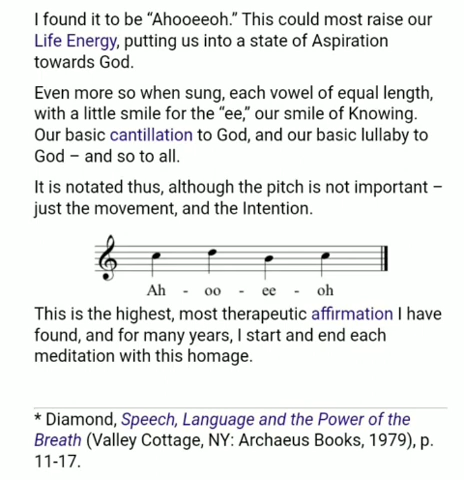 I found it to be “Ahooeeoh.” This could most raise our
Life Energy, putting us into a state of Aspiration
towards God.
Even more so when sung, each vowel of equal length,
with a little smile for the “ee,” our smile of Knowing.
Our basic cantillation to God, and our basic lullaby to
God – and so to all.
It is notated thus, although the pitch is not important –
just the movement, and the Intention.
Ah - oo - ee - oh
This is the highest, most therapeutic affirmation I have
found, and for many years, I start and end each
meditation with this homage.
* Diamond, Speech, Language and the Power of the
Breath (Valley Cottage, NY: Archaeus Books, 1979), p.
11-17.